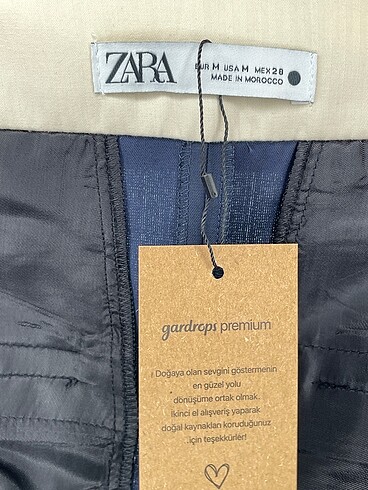 ZARA
EUR M USA M MEX 28
MADE IN MOROCCO
gardrops premium
Doğaya olan sevgini göstermenin
en güzel yolu
dönüşüme ortak olmak.
İkinci el alışveriş yaparak
doğal kaynakları koruduğunuz
için teşekkürler!